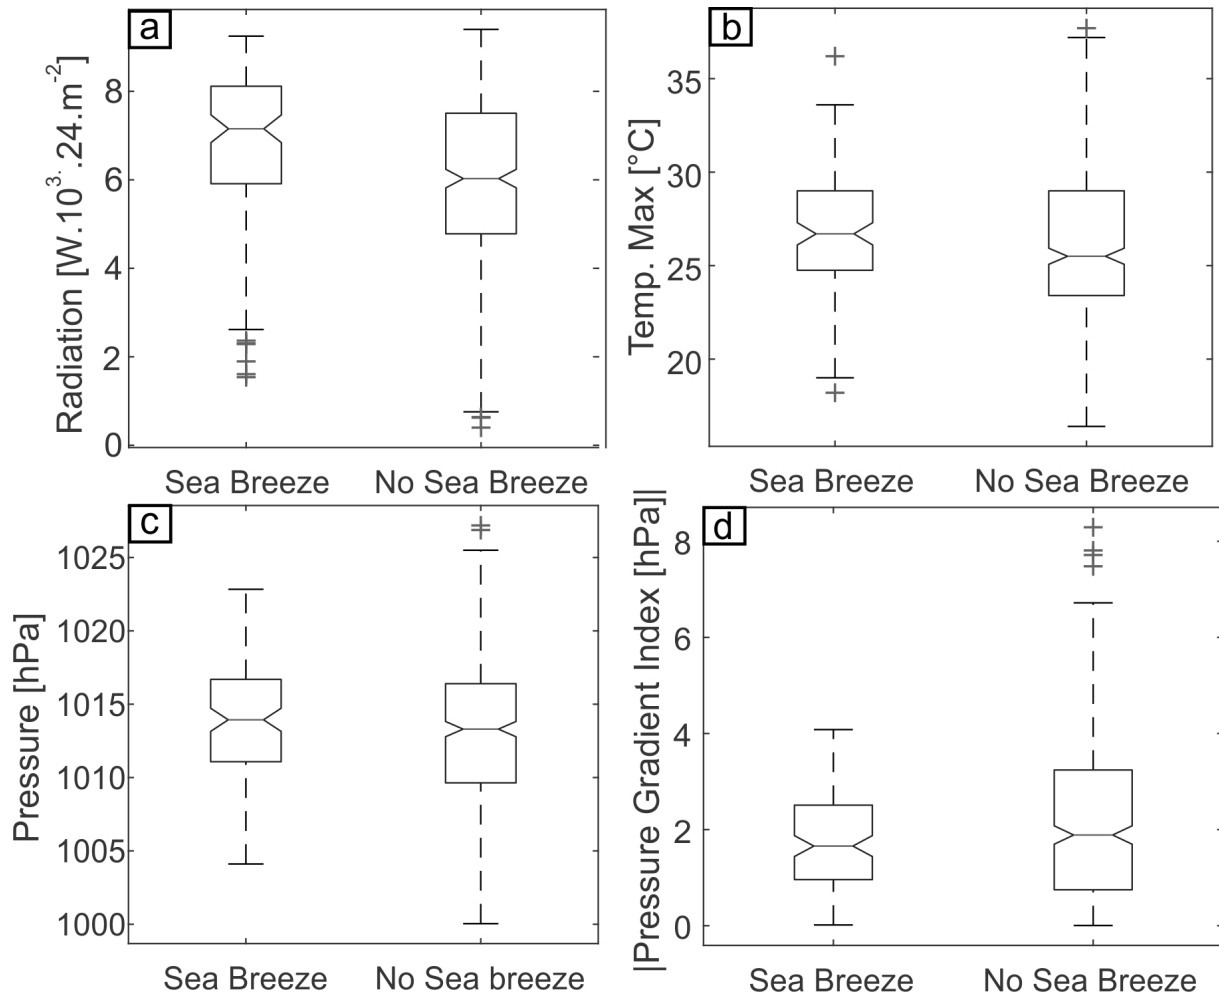 a
Radiation [W.10³·.24.m⁻²]
8
6
4
2
0
Sea Breeze
No Sea breeze
b
Temp. Max [°C]
35
30
25
20
Sea Breeze
No Sea Breeze
c
Pressure [hPa]
1025
1020
1015
1010
1005
1000
Sea Breeze
No Sea breeze
d
|Pressure Gradient Index [hPa]|
8
6
4
2
0
Sea Breeze
No Sea Breeze